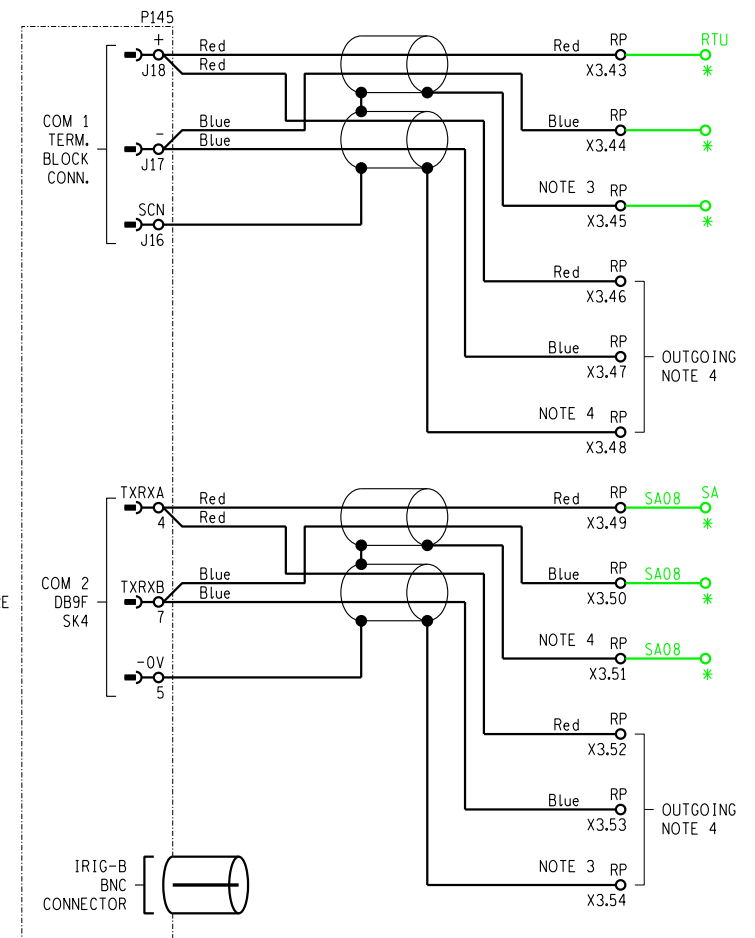 P145
+ Red Red RP RTU
J18 Red X3.43 *
COM 1
TERM.
BLOCK
CONN.
- Blue Blue RP
J17 Blue X3.44 *
SCN NOTE 3 RP
J16 X3.45 *
Red RP
X3.46
Blue RP
X3.47
OUTGOING
NOTE 4
NOTE 4 RP
X3.48
TXRXA Red Red RP SA08 SA
4 Red X3.49 *
COM 2
DB9F
SK4
TXRXB Blue Blue RP SA08
7 Blue X3.50 *
-0V NOTE 4 RP SA08
5 X3.51 *
Red RP
X3.52
Blue RP
X3.53
OUTGOING
NOTE 4
IRIG-B
BNC
CONNECTOR
NOTE 3 RP
X3.54